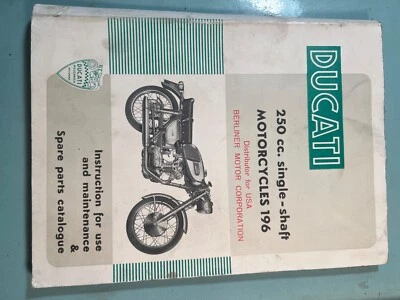 DUCATI
250 cc. single-shaft
MOTORCYCLES 196
Distributor for USA
BERLINER MOTOR CORPORATION
DUCATI
Instruction for use
and maintenance
&
Spare parts catalogue